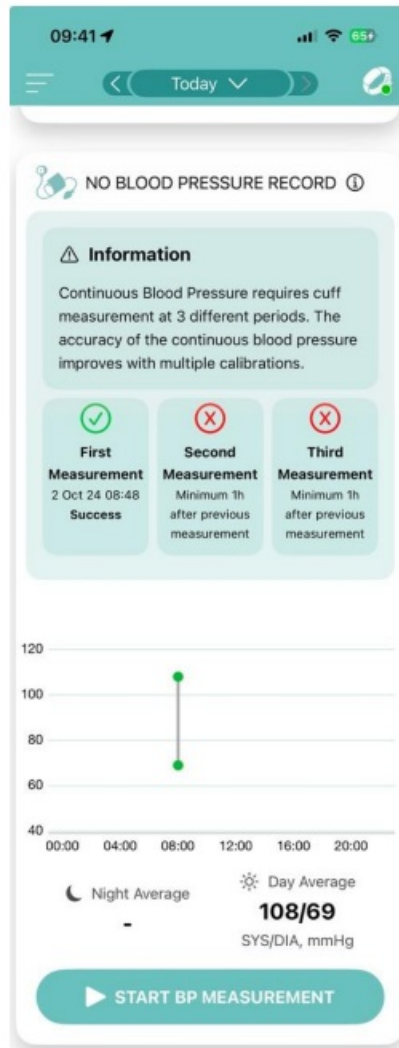 09:41
65
Today
NO BLOOD PRESSURE RECORD
Information
Continuous Blood Pressure requires cuff
measurement at 3 different periods. The
accuracy of the continuous blood pressure
improves with multiple calibrations.
First
Measurement
2 Oct 24 08:48
Success
Second
Measurement
Minimum 1h
after previous
measurement
Third
Measurement
Minimum 1h
after previous
measurement
120
100
80
60
40
00:00 04:00 08:00 12:00 16:00 20:00
Night Average
-
Day Average
108/69
SYS/DIA, mmHg
START BP MEASUREMENT